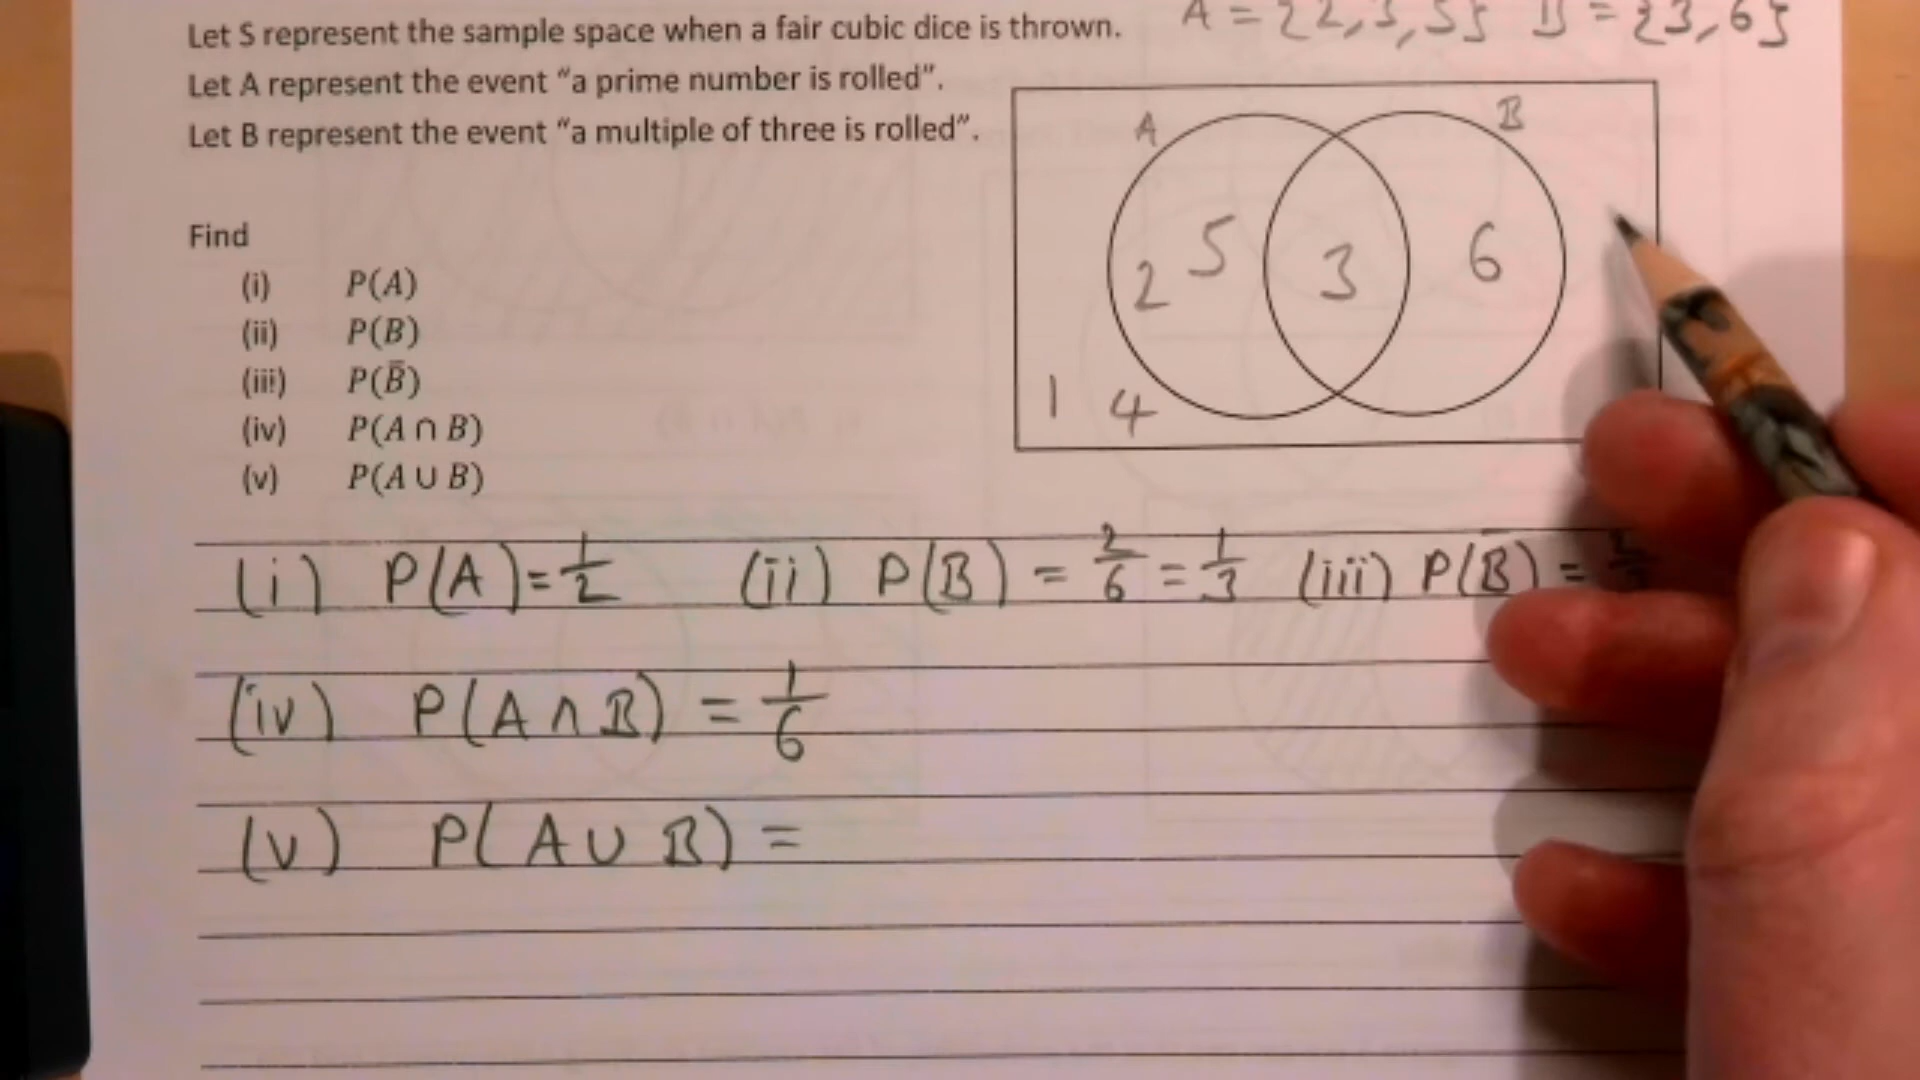 Let S represent the sample space when a fair cubic dice is thrown. A = {2,3,5} B = {3,6}
Let A represent the event “a prime number is rolled”.
Let B represent the event “a multiple of three is rolled”.
A B
2 5 3 6
1 4
Find
(i) P(A)
(ii) P(B)
(iii) P(B̄)
(iv) P(A ∩ B)
(v) P(A ∪ B)
(i) P(A) = 1/2 (ii) P(B) = 2/6 = 1/3 (iii) P(B̄) =
(iv) P(A ∩ B) = 1/6
(v) P(A ∪ B) =